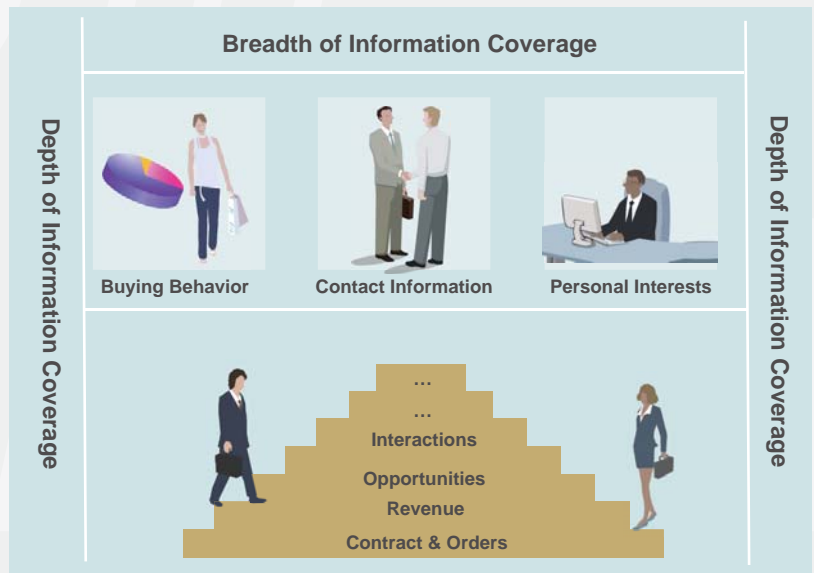 Breadth of Information Coverage
Depth of Information Coverage
Buying Behavior
Contact Information
Personal Interests
Depth of Information Coverage
…
…
Interactions
Opportunities
Revenue
Contract & Orders